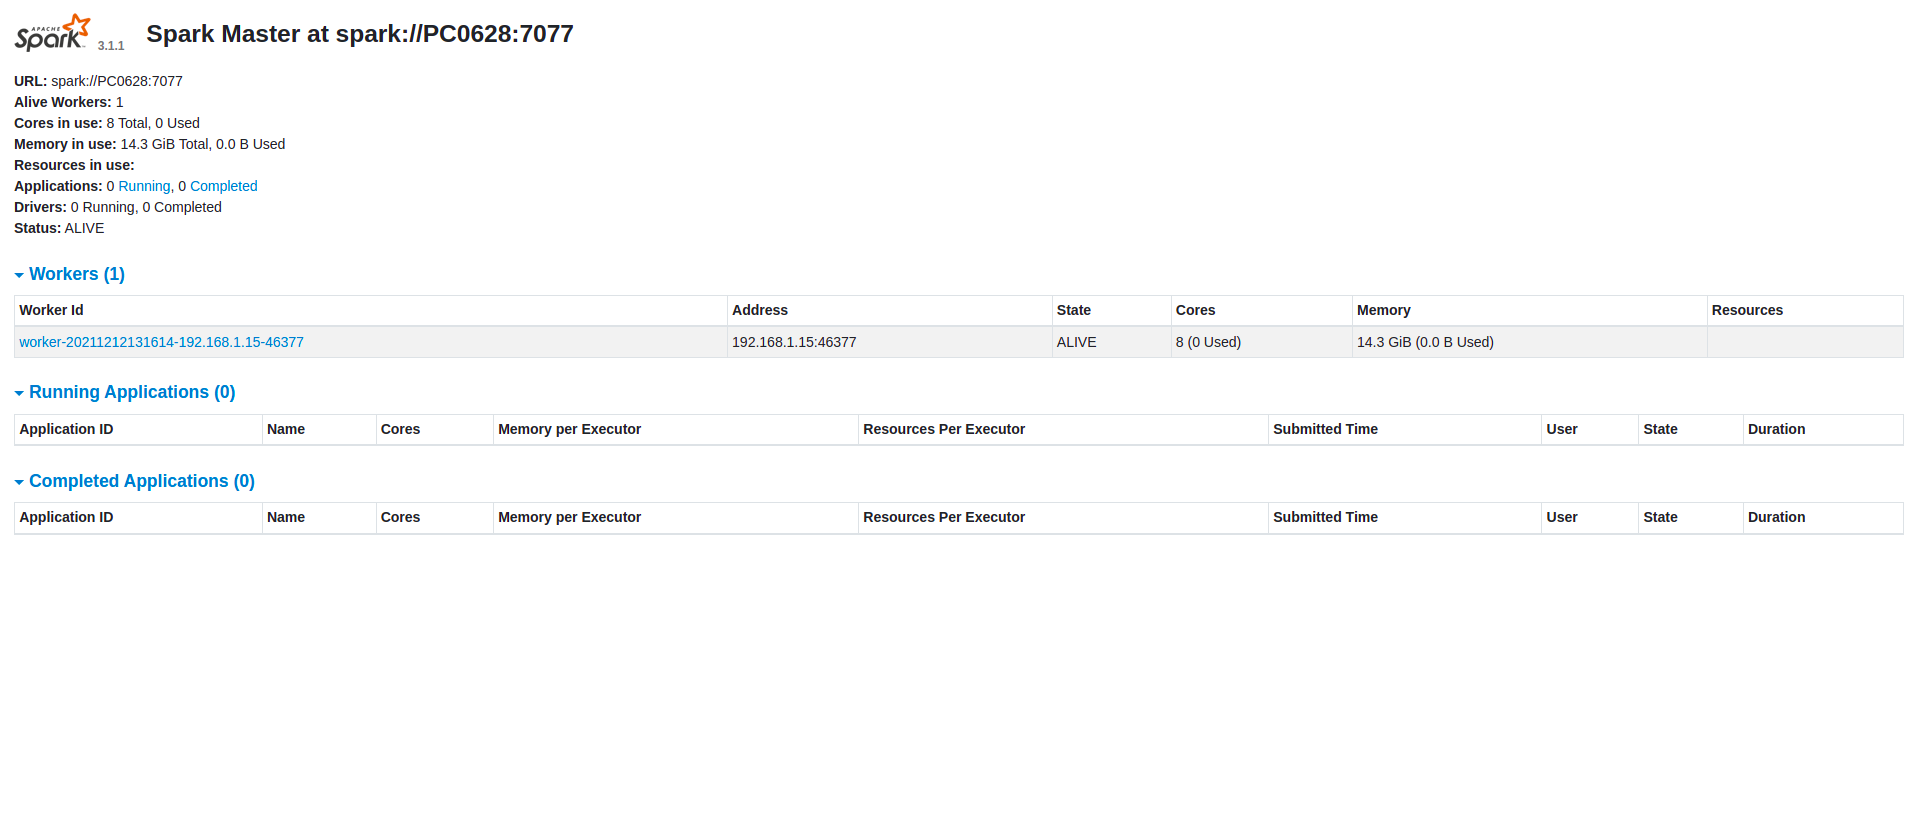 APACHE
Spark 3.1.1 Spark Master at spark://PC0628:7077
URL: spark://PC0628:7077
Alive Workers: 1
Cores in use: 8 Total, 0 Used
Memory in use: 14.3 GiB Total, 0.0 B Used
Resources in use:
Applications: 0 Running, 0 Completed
Drivers: 0 Running, 0 Completed
Status: ALIVE
Workers (1)
Worker Id Address State Cores Memory Resources
worker-20211212131614-192.168.1.15-46377 192.168.1.15:46377 ALIVE 8 (0 Used) 14.3 GiB (0.0 B Used)
Running Applications (0)
Application ID Name Cores Memory per Executor Resources Per Executor Submitted Time User State Duration
Completed Applications (0)
Application ID Name Cores Memory per Executor Resources Per Executor Submitted Time User State Duration